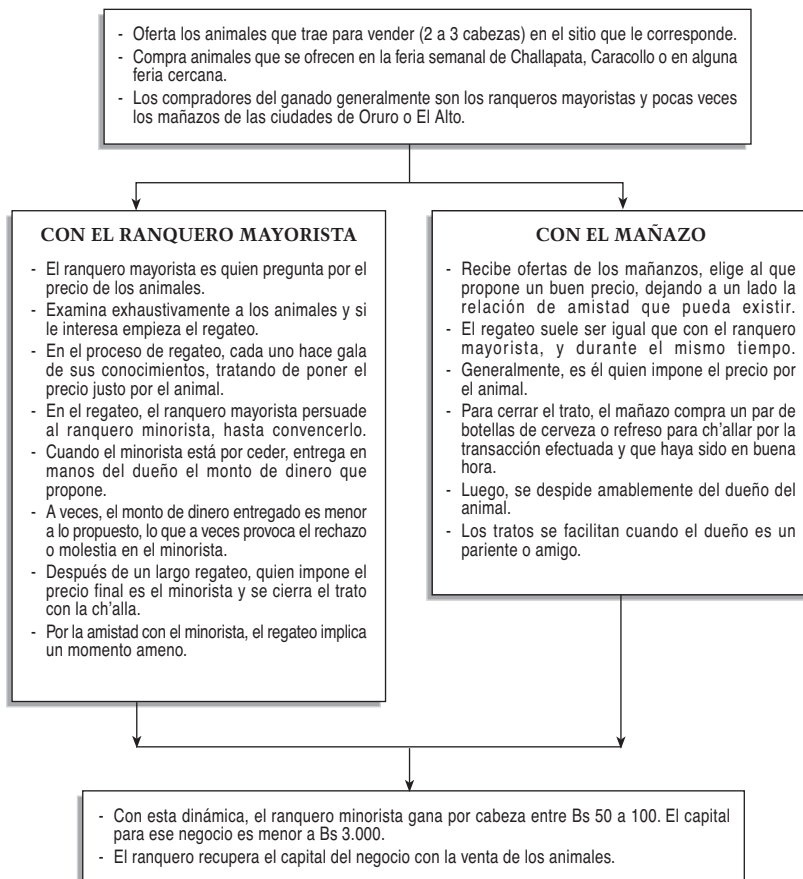 - Oferta los animales que trae para vender (2 a 3 cabezas) en el sitio que le corresponde.
- Compra animales que se ofrecen en la feria semanal de Challapata, Caracollo o en alguna
feria cercana.
- Los compradores del ganado generalmente son los ranqueros mayoristas y pocas veces
los mañazos de las ciudades de Oruro o El Alto.
CON EL RANQUERO MAYORISTA
- El ranquero mayorista es quien pregunta por el
precio de los animales.
- Examina exhaustivamente a los animales y si
le interesa empieza el regateo.
- En el proceso de regateo, cada uno hace gala
de sus conocimientos, tratando de poner el
precio justo por el animal.
- En el regateo, el ranquero mayorista persuade
al ranquero minorista, hasta convencerlo.
- Cuando el minorista está por ceder, entrega en
manos del dueño el monto de dinero que
propone.
- A veces, el monto de dinero entregado es menor
a lo propuesto, lo que a veces provoca el rechazo
o molestia en el minorista.
- Después de un largo regateo, quien impone el
precio final es el minorista y se cierra el trato
con la ch'alla.
- Por la amistad con el minorista, el regateo implica
un momento ameno.
CON EL MAÑAZO
- Recibe ofertas de los mañanzos, elige al que
propone un buen precio, dejando a un lado la
relación de amistad que pueda existir.
- El regateo suele ser igual que con el ranquero
mayorista, y durante el mismo tiempo.
- Generalmente, es él quien impone el precio por
el animal.
- Para cerrar el trato, el mañazo compra un par de
botellas de cerveza o refreso para ch'allar por la
transacción efectuada y que haya sido en buena
hora.
- Luego, se despide amablemente del dueño del
animal.
- Los tratos se facilitan cuando el dueño es un
pariente o amigo.
- Con esta dinámica, el ranquero minorista gana por cabeza entre Bs 50 a 100. El capital
para ese negocio es menor a Bs 3.000.
- El ranquero recupera el capital del negocio con la venta de los animales.